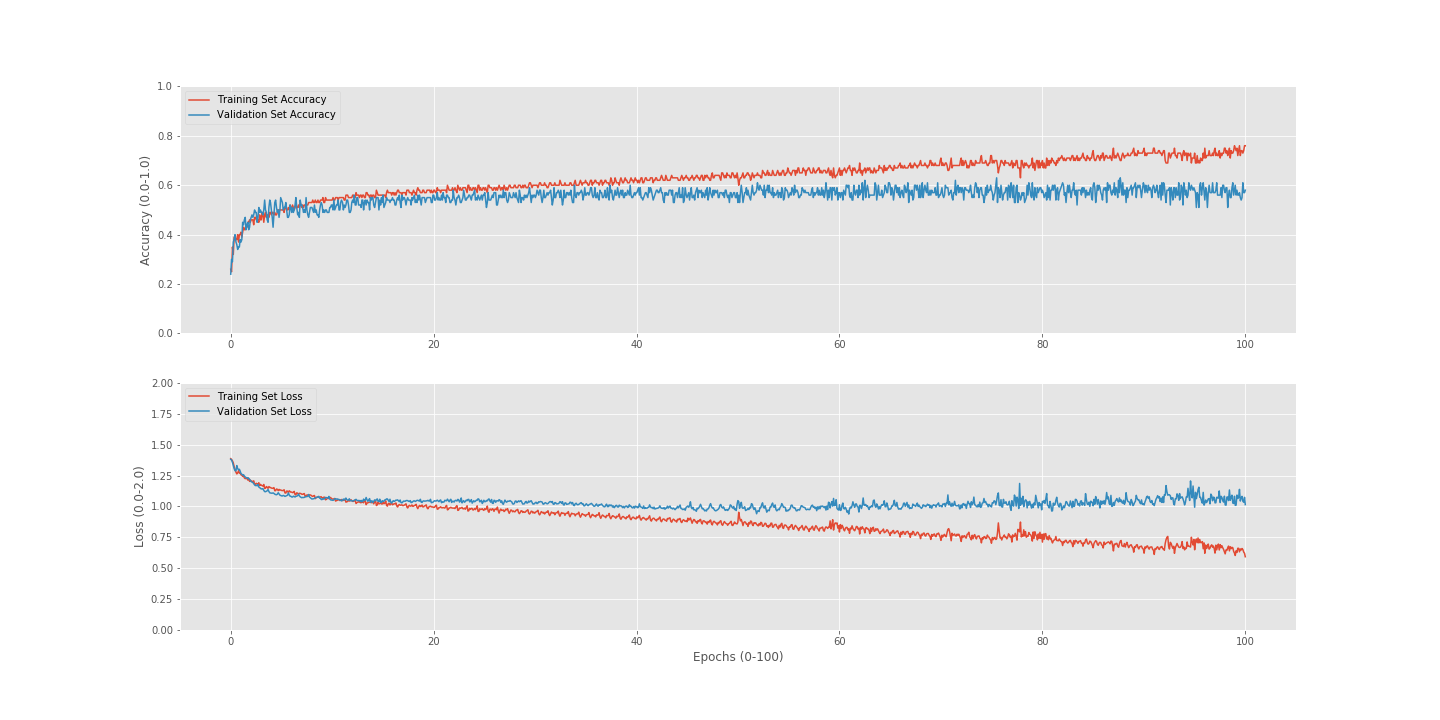 1.0
Training Set Accuracy
Validation Set Accuracy
0.8
0.6
0.4
0.2
0.0
Accuracy (0.0-1.0)
0 20 40 60 80 100
2.00
Training Set Loss
Validation Set Loss
1.75
1.50
1.25
1.00
0.75
0.50
0.25
0.00
Loss (0.0-2.0)
0 20 40 60 80 100
Epochs (0-100)